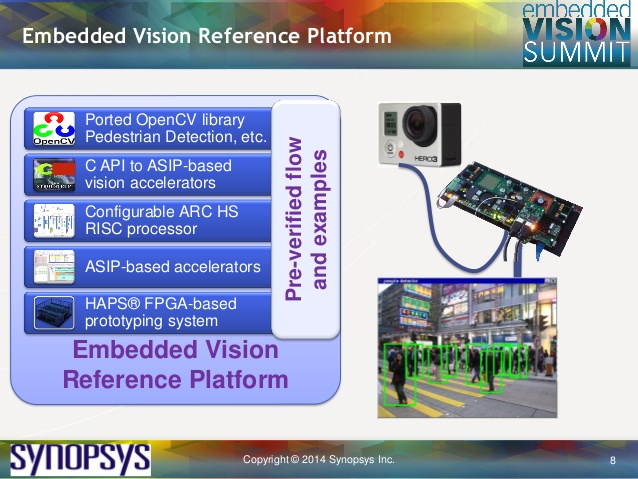 Embedded Vision Reference Platform
embedded
VISION
SUMMIT
OpenCV
Ported OpenCV library
Pedestrian Detection, etc.
C API to ASIP-based
vision accelerators
Configurable ARC HS
RISC processor
ASIP-based accelerators
HAPS® FPGA-based
prototyping system
Pre-verified flow
and examples
Embedded Vision
Reference Platform
HERO3
people detector
SYNOPSYS
Copyright © 2014 Synopsys Inc.
8